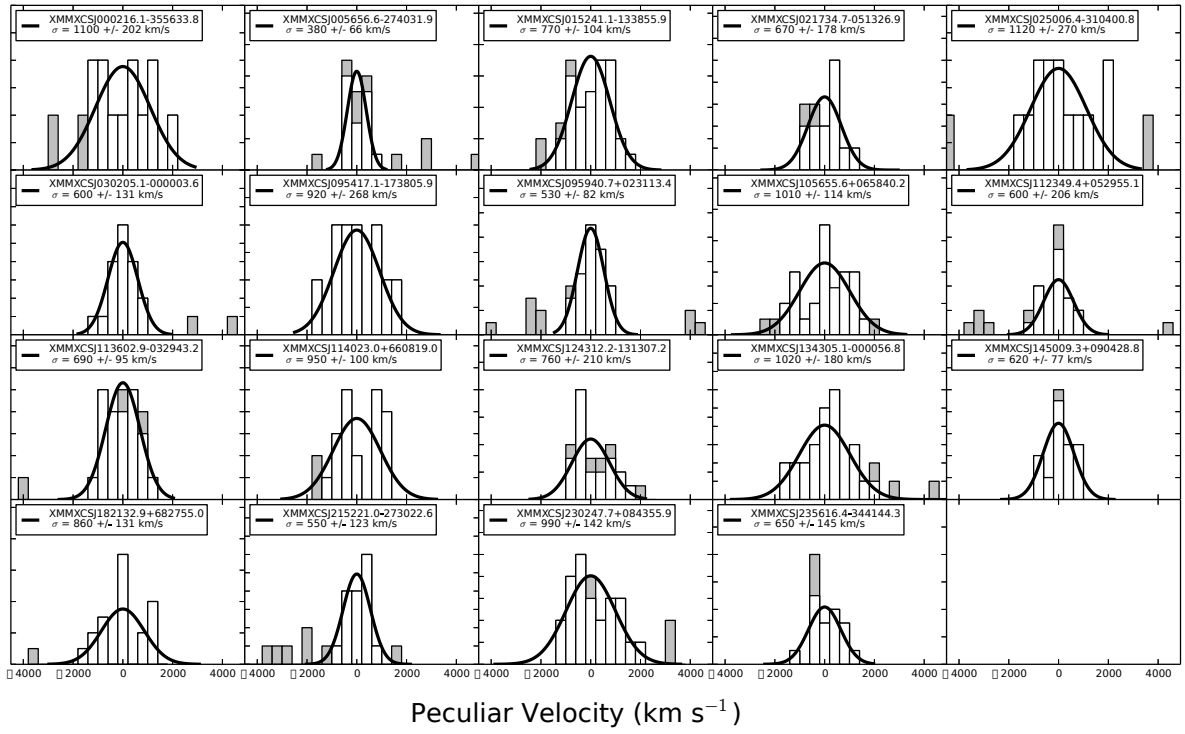 XMMXCSJ000216.1-355633.8
σ = 1100 +/- 202 km/s
XMMXCSJ005656.6-274031.9
σ = 380 +/- 66 km/s
XMMXCSJ015241.1-133855.9
σ = 770 +/- 104 km/s
XMMXCSJ021734.7-051326.9
σ = 670 +/- 178 km/s
XMMXCSJ025006.4-310400.8
σ = 1120 +/- 270 km/s
XMMXCSJ030205.1-000003.6
σ = 600 +/- 131 km/s
XMMXCSJ095417.1-173805.9
σ = 920 +/- 268 km/s
XMMXCSJ095940.7+023113.4
σ = 530 +/- 82 km/s
XMMXCSJ105655.6+065840.2
σ = 1010 +/- 114 km/s
XMMXCSJ112349.4+052955.1
σ = 600 +/- 206 km/s
XMMXCSJ113602.9-032943.2
σ = 690 +/- 95 km/s
XMMXCSJ114023.0+660819.0
σ = 950 +/- 100 km/s
XMMXCSJ124312.2-131307.2
σ = 760 +/- 210 km/s
XMMXCSJ134305.1-000056.8
σ = 1020 +/- 180 km/s
XMMXCSJ145009.3+090428.8
σ = 620 +/- 77 km/s
XMMXCSJ182132.9+682755.0
σ = 860 +/- 131 km/s
XMMXCSJ215221.0-273022.6
σ = 550 +/- 123 km/s
XMMXCSJ230247.7+084355.9
σ = 990 +/- 142 km/s
XMMXCSJ235616.4-344144.3
σ = 650 +/- 145 km/s
▯4000 ▯2000 0 2000 4000 ▯4000 ▯2000 0 2000 4000 ▯4000 ▯2000 0 2000 4000 ▯4000 ▯2000 0 2000 4000 ▯4000 ▯2000 0 2000 4000
Peculiar Velocity (km s⁻¹)